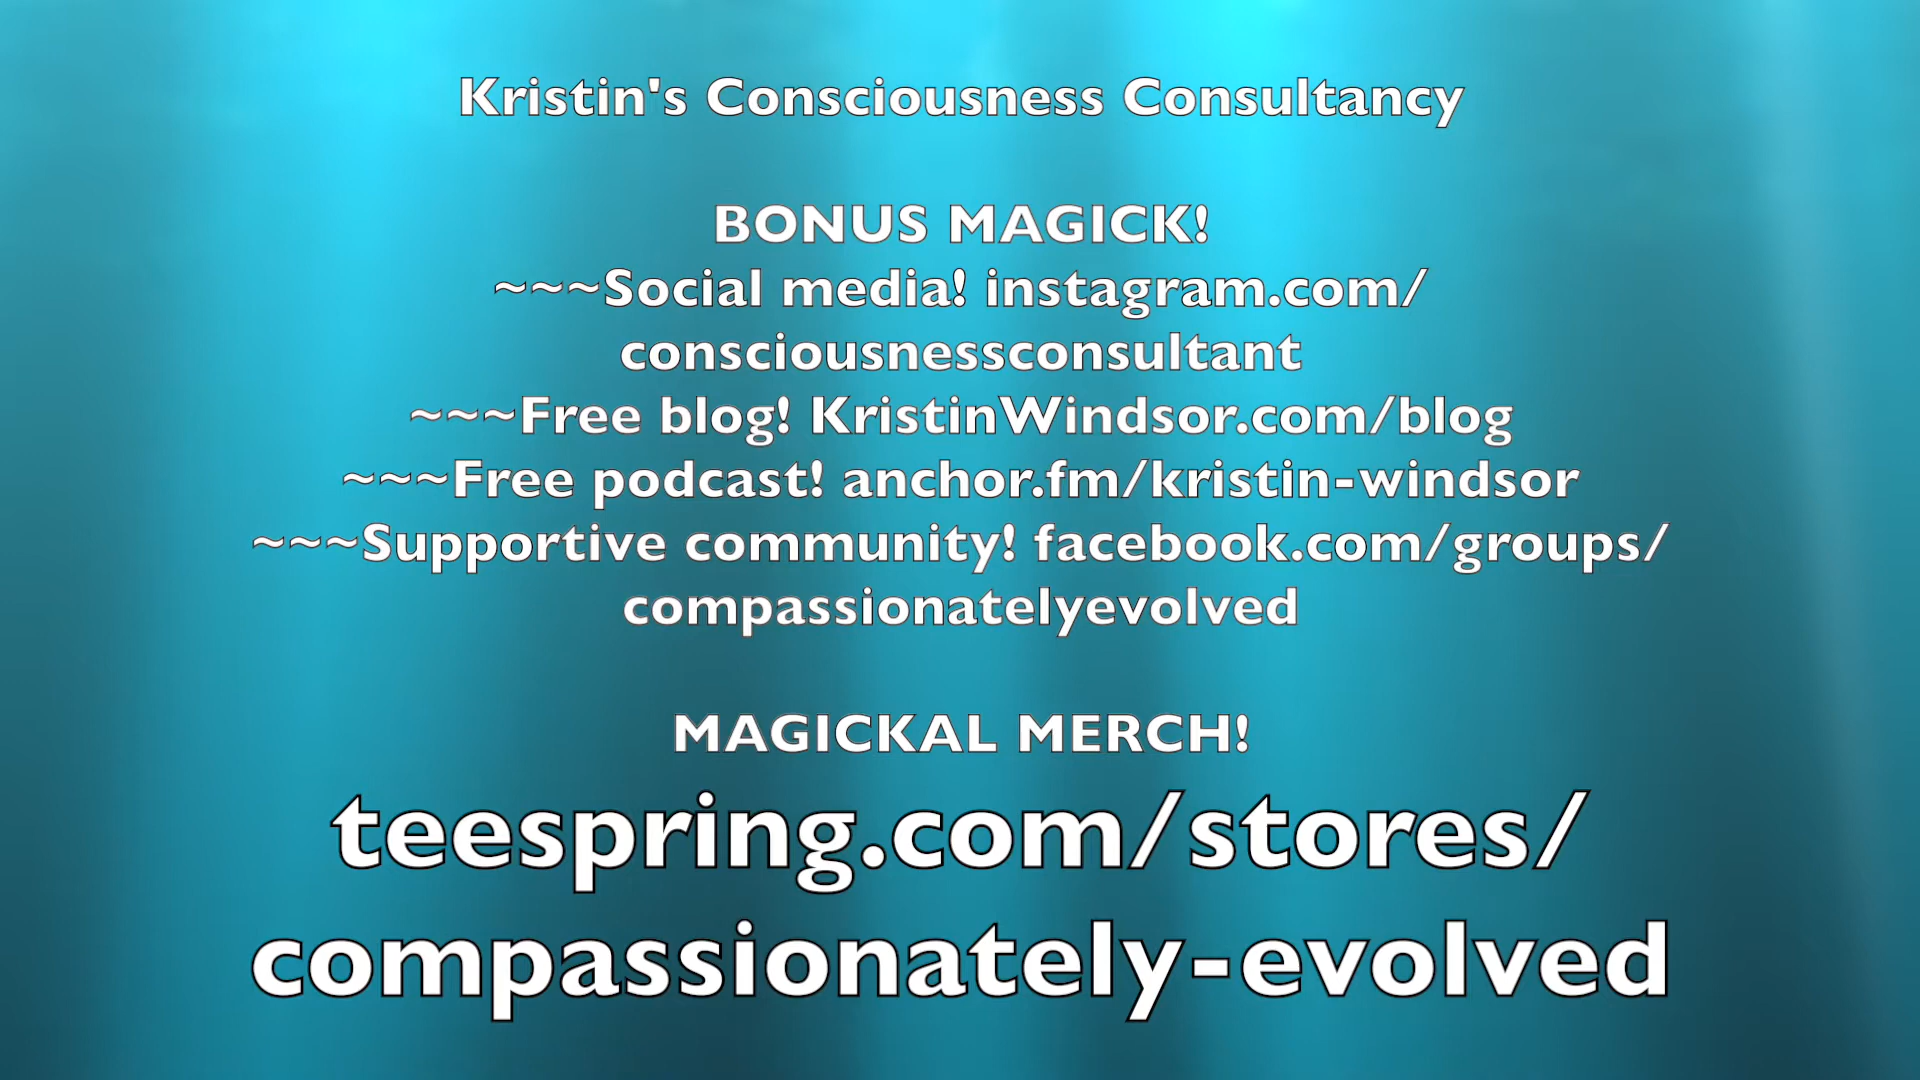 Kristin's Consciousness Consultancy
BONUS MAGICK!
~~~Social media! instagram.com/
consciousnessconsultant
~~~Free blog! KristinWindsor.com/blog
~~~Free podcast! anchor.fm/kristin-windsor
~~~Supportive community! facebook.com/groups/
compassionatelyevolved
MAGICKAL MERCH!
teespring.com/stores/
compassionately-evolved